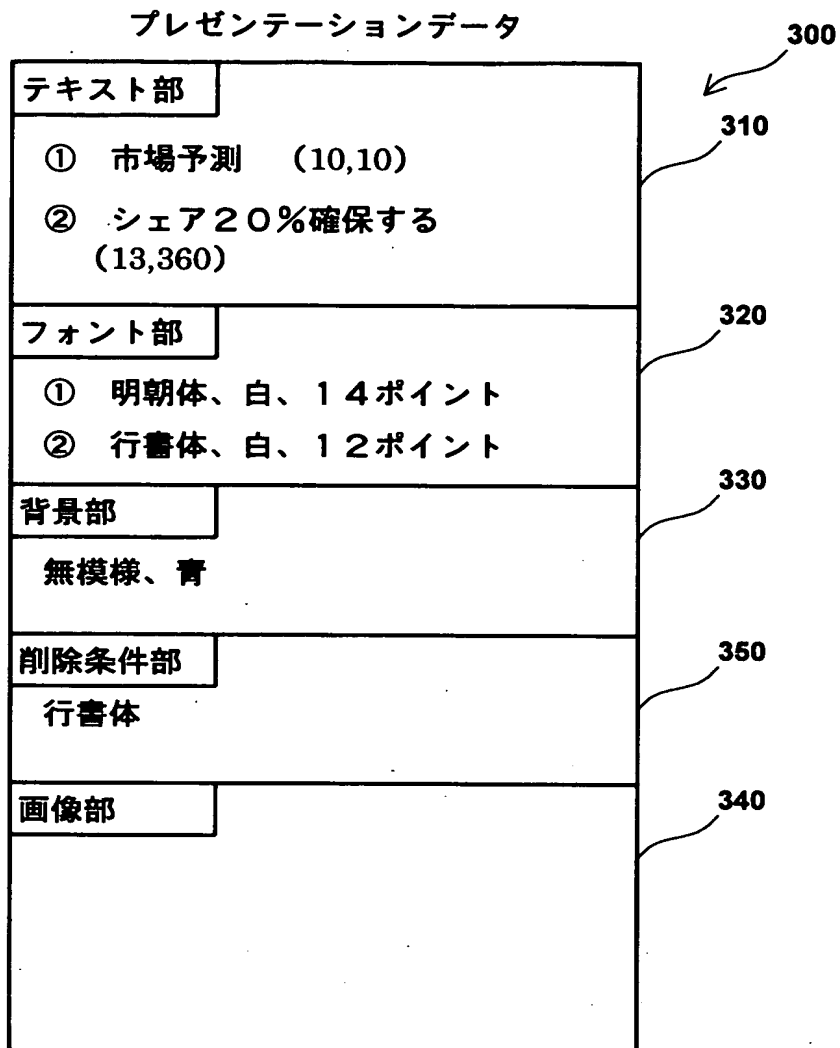 プレゼンテーションデータ
300
テキスト部
310
① 市場予測 (10,10)
② シェア20%確保する
(13,360)
フォント部
320
① 明朝体、白、14ポイント
② 行書体、白、12ポイント
背景部
330
無模様、青
削除条件部
350
行書体
画像部
340